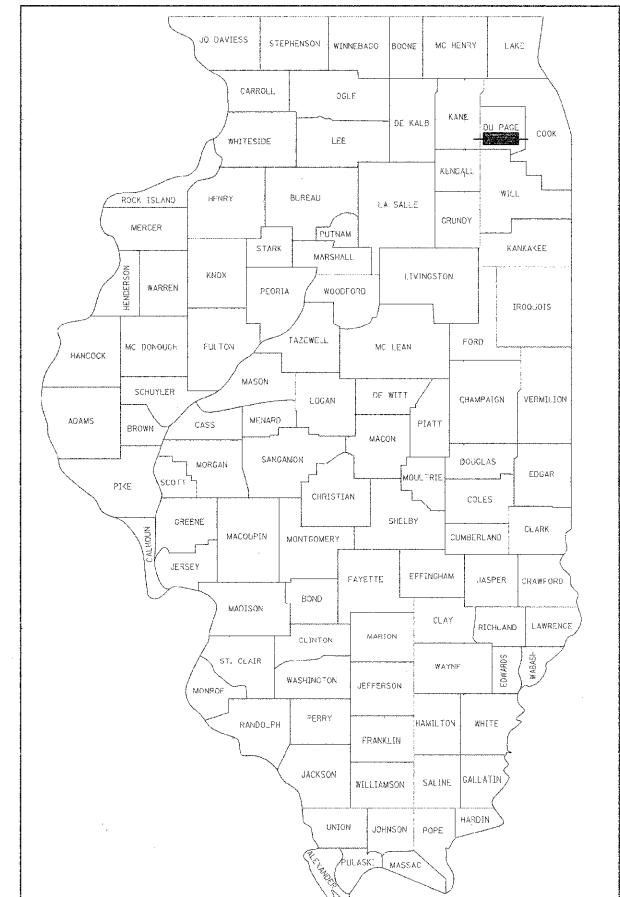 JO DAVIESS STEPHENSON WINNEBAGO BOONE MC HENRY LAKE
CARROLL OGLE
DE KALB KANE DU PAGE COOK
WHITESIDE LEE
KENDALL
ROCK ISLAND HENRY BUREAU LA SALLE WILL
MERCER PUTNAM GRUNDY
STARK MARSHALL KANKAKEE
HENDERSON WARREN KNOX PEORIA WOODFORD LIVINGSTON
IROQUOIS
HANCOCK MC DONOUGH FULTON TAZEWELL MC LEAN FORD
MASON
SCHUYLER LOGAN DE WITT CHAMPAIGN VERMILION
ADAMS BROWN CASS MENARD PIATT
MACON
MORGAN SANGAMON DOUGLAS
PIKE SCOTT MOULTRIE EDGAR
CHRISTIAN COLES
GREENE SHELBY
CALHOUN MACOUPIN MONTGOMERY CUMBERLAND CLARK
JERSEY
FAYETTE EFFINGHAM JASPER CRAWFORD
MADISON BOND
CLAY RICHLAND LAWRENCE
CLINTON MARION
ST. CLAIR WAYNE EDWARDS WABASH
WASHINGTON JEFFERSON
MONROE
RANDOLPH PERRY HAMILTON WHITE
FRANKLIN
JACKSON WILLIAMSON SALINE GALLATIN
HARDIN
UNION JOHNSON POPE
ALEXANDER PULASKI MASSAC